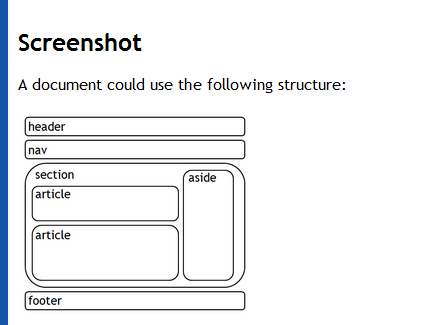 Screenshot
A document could use the following structure:
header
nav
section
aside
article
article
footer